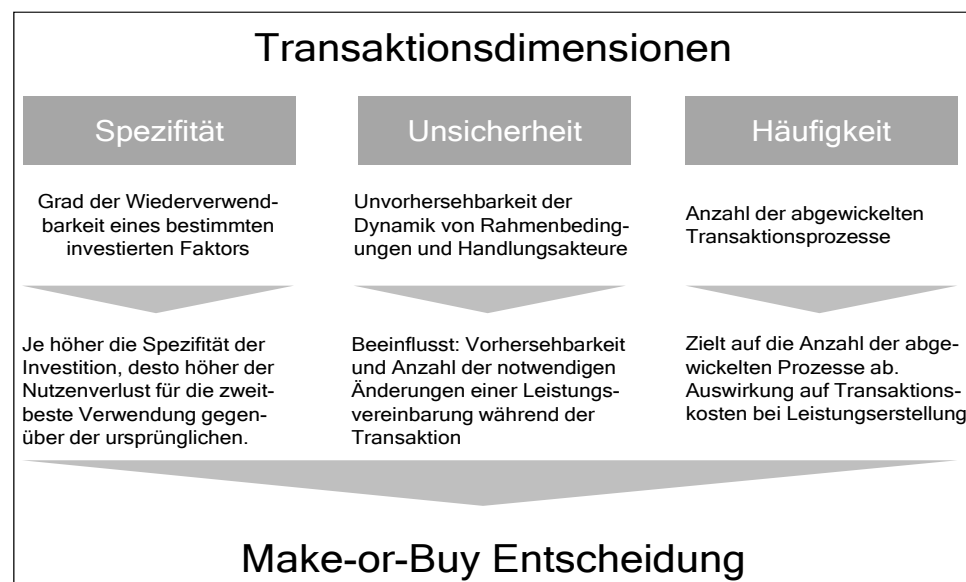 Transaktionsdimensionen
Spezifität
Unsicherheit
Häufigkeit
Grad der Wiederverwend-
barkeit eines bestimmten
investierten Faktors
Unvorhersehbarkeit der
Dynamik von Rahmenbeding-
ungen und Handlungsakteure
Anzahl der abgewickelten
Transaktionsprozesse
Je höher die Spezifität der
Investition, desto höher der
Nutzenverlust für die zweit-
beste Verwendung gegen-
über der ursprünglichen.
Beeinflusst: Vorhersehbarkeit
und Anzahl der notwendigen
Änderungen einer Leistungs-
vereinbarung während der
Transaktion
Zielt auf die Anzahl der abge-
wickelten Prozesse ab.
Auswirkung auf Transaktions-
kosten bei Leistungserstellung
Make-or-Buy Entscheidung